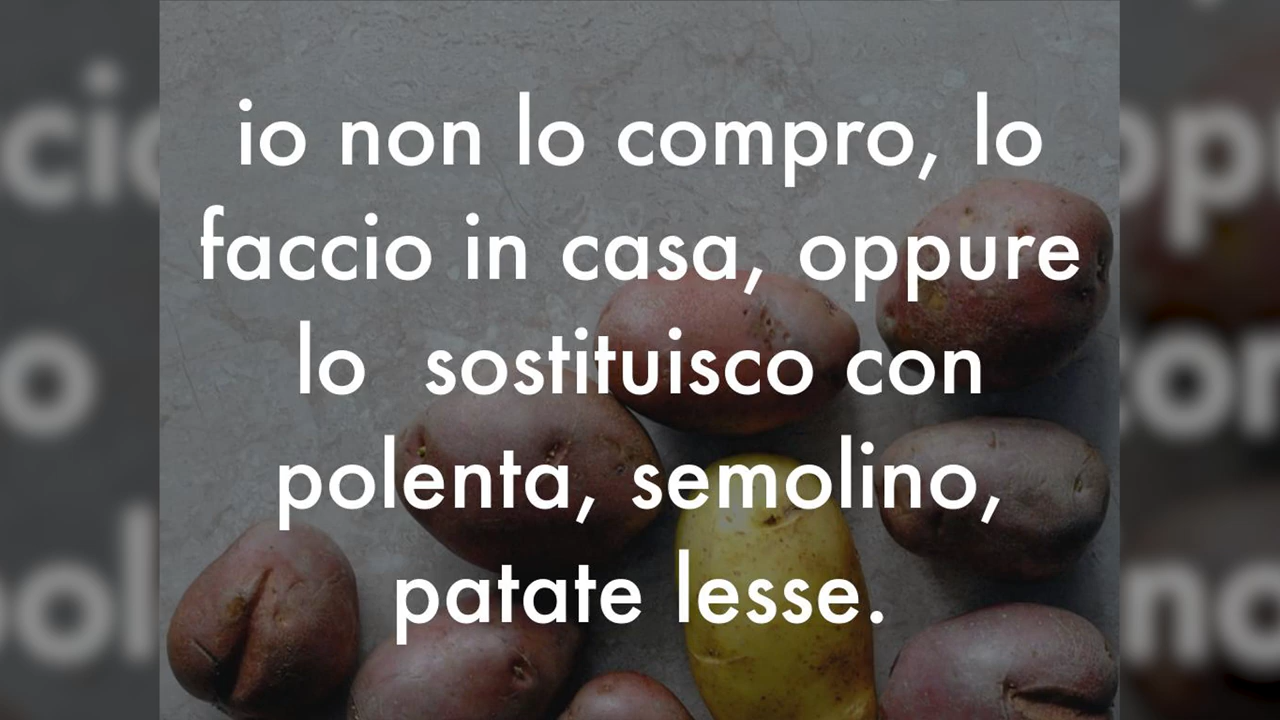 io non lo compro, lo
faccio in casa, oppure
lo  sostituisco con
polenta, semolino,
patate lesse.